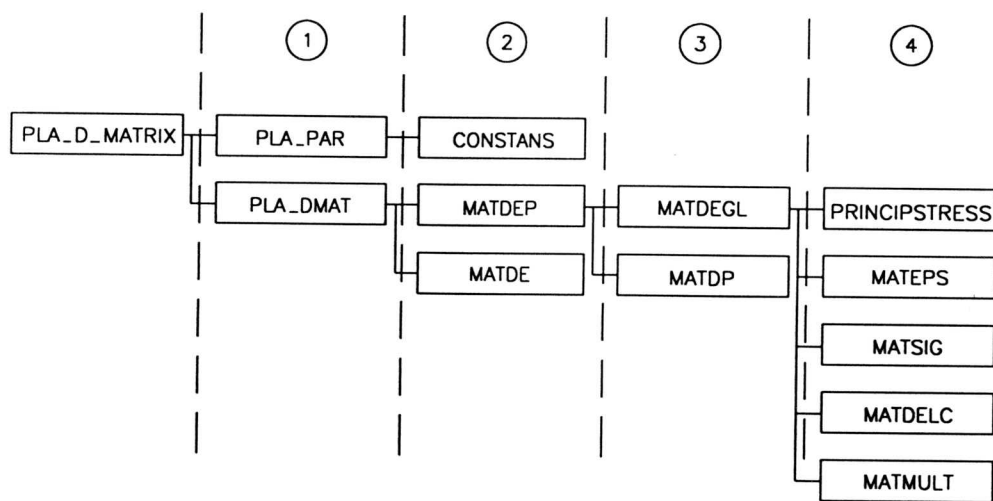 1
2
3
4
PLA_D_MATRIX
PLA_PAR
CONSTANS
PLA_DMAT
MATDEP
MATDEGL
PRINCIPSTRESS
MATDE
MATDP
MATEPS
MATSIG
MATDELC
MATMULT